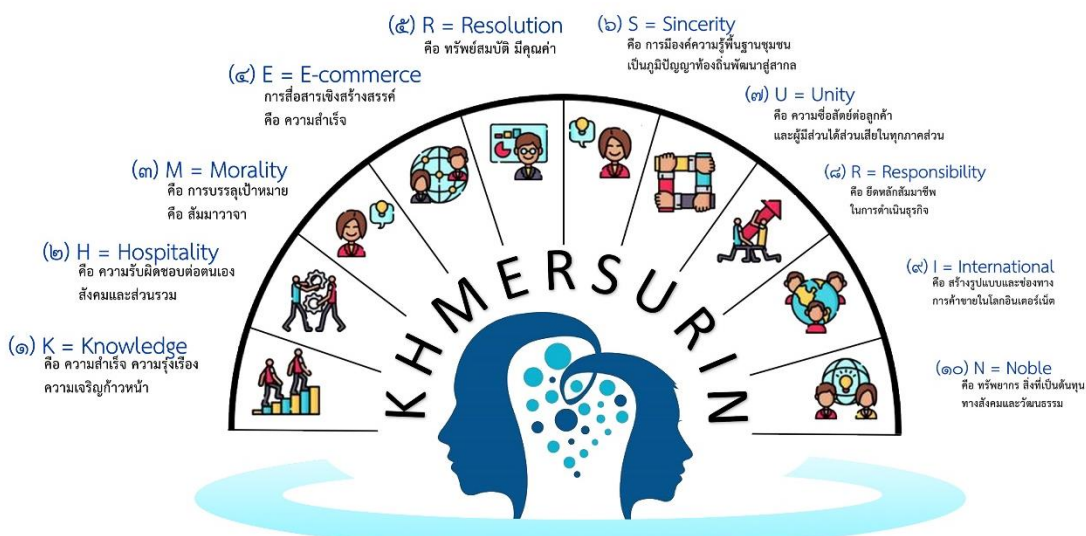 (๕) R = Resolution
คือ ทรัพย์สมบัติ มีคุณค่า
(๖) S = Sincerity
คือ การมีองค์ความรู้พื้นฐานชุมชน
เป็นภูมิปัญญาท้องถิ่นพัฒนาสู่สากล
(๔) E = E-commerce
การสื่อสารเชิงสร้างสรรค์
คือ ความสำเร็จ
(๗) U = Unity
คือ ความซื่อสัตย์ต่อลูกค้า
และผู้มีส่วนได้ส่วนเสียในทุกภาคส่วน
(๓) M = Morality
คือ การบรรลุเป้าหมาย
คือ สัมมาวาจา
(๘) R = Responsibility
คือ ยึดหลักสัมมาชีพ
ในการดำเนินธุรกิจ
(๒) H = Hospitality
คือ ความรับผิดชอบต่อตนเอง
สังคมและส่วนรวม
(๙) I = International
คือ สร้างรูปแบบและช่องทาง
การค้าขายในโลกอินเตอร์เน็ต
(๑) K = Knowledge
คือ ความสำเร็จ ความรุ่งเรือง
ความเจริญก้าวหน้า
(๑๐) N = Noble
คือ ทรัพยากร สิ่งที่เป็นต้นทุน
ทางสังคมและวัฒนธรรม
KHMERSURIN